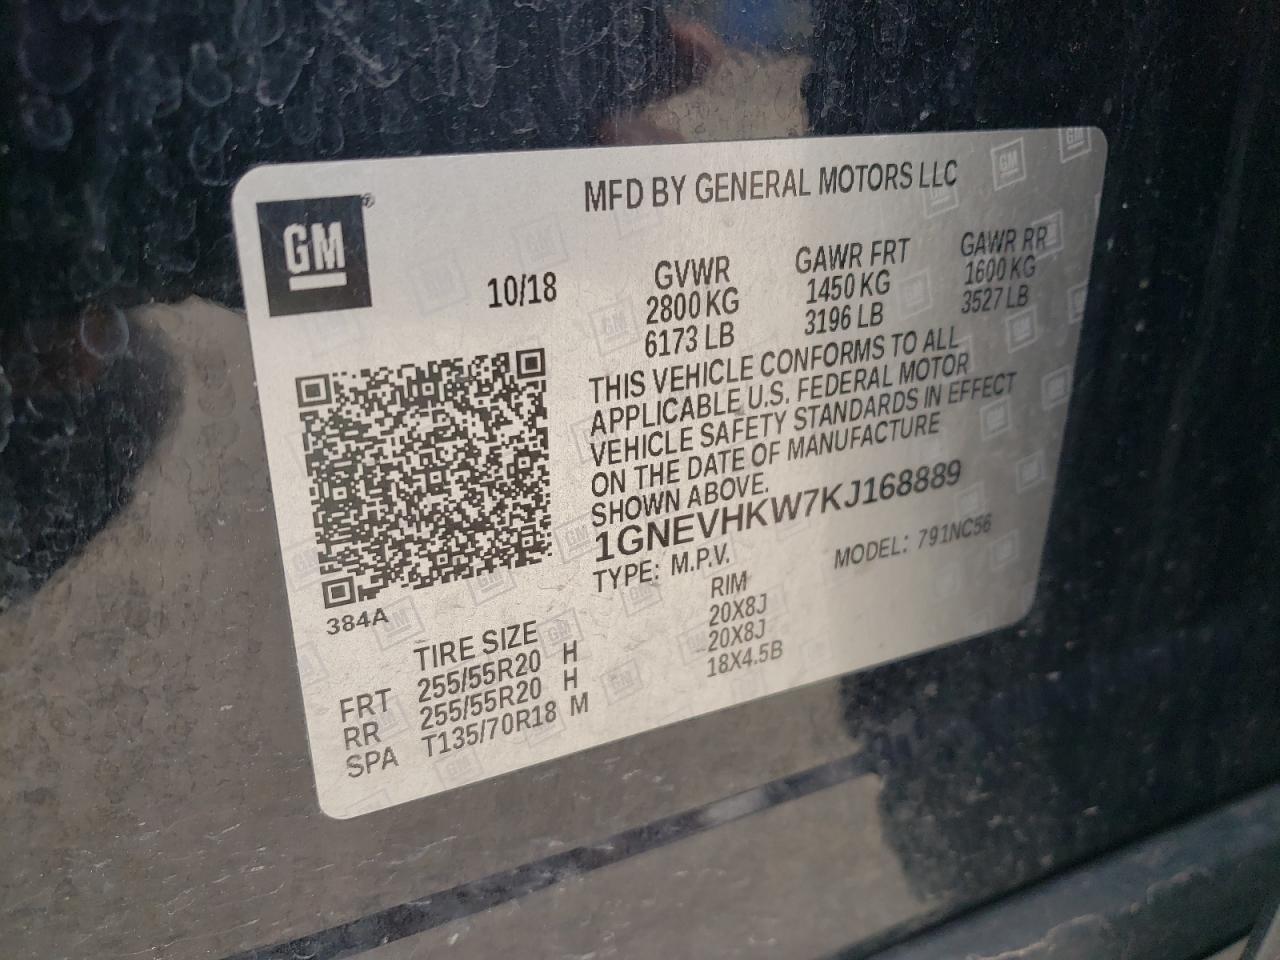 GM
MFD BY GENERAL MOTORS LLC
10/18
GVWR GAWR FRT GAWR RR
2800 KG 1450 KG 1600 KG
6173 LB 3196 LB 3527 LB
THIS VEHICLE CONFORMS TO ALL
APPLICABLE U.S. FEDERAL MOTOR
VEHICLE SAFETY STANDARDS IN EFFECT
ON THE DATE OF MANUFACTURE
SHOWN ABOVE.
1GNEVHKW7KJ168889
TYPE: M.P.V. MODEL: 791NC56
384A
TIRE SIZE RIM
FRT 255/55R20 H 20X8J
RR 255/55R20 H 20X8J
SPA T135/70R18 M 18X4.5B